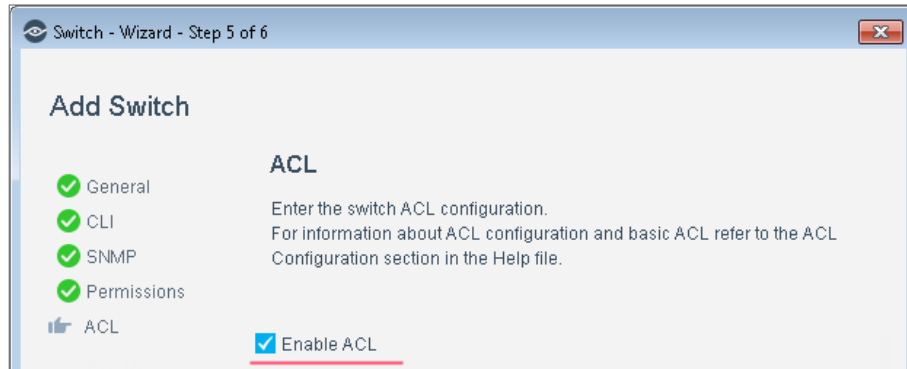 Switch - Wizard - Step 5 of 6
Add Switch
General
CLI
SNMP
Permissions
ACL
ACL
Enter the switch ACL configuration.
For information about ACL configuration and basic ACL refer to the ACL
Configuration section in the Help file.
Enable ACL